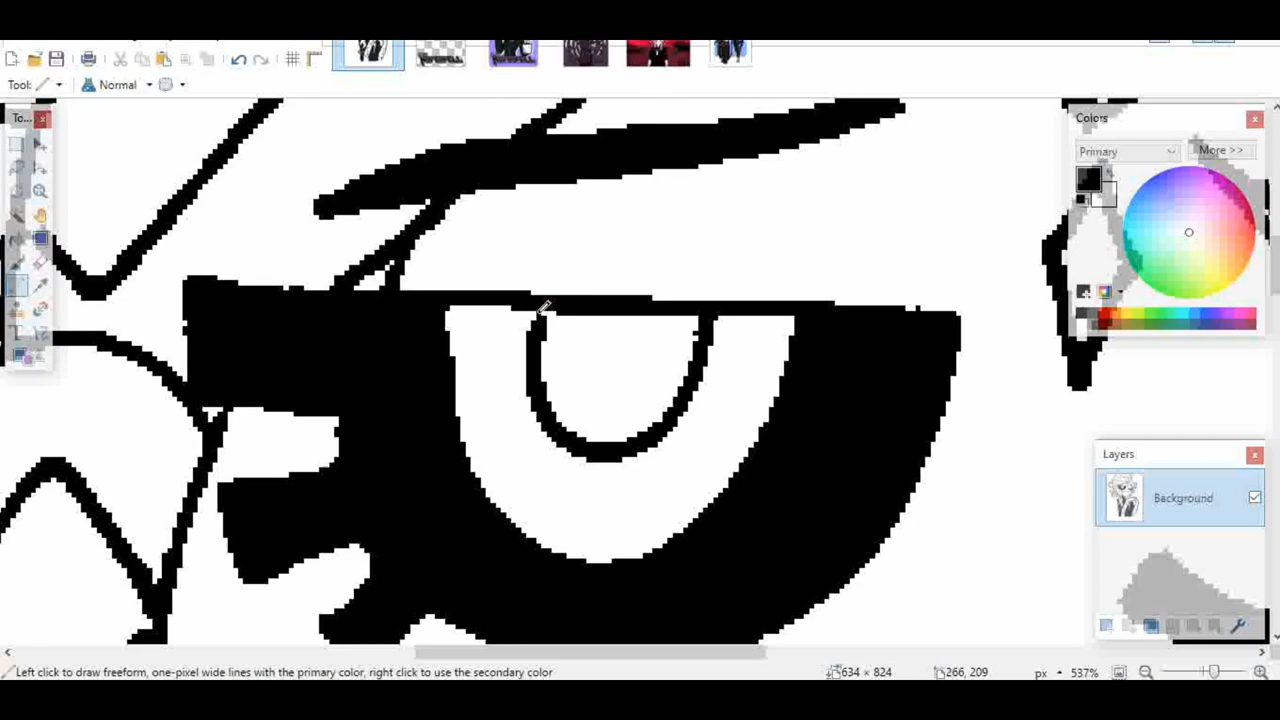 Tool:
Normal
To...
Colors
Primary
More >>
Layers
Background
Left click to draw freeform, one-pixel wide lines with the primary color, right click to use the secondary color
634 × 824
266, 209
px
537%